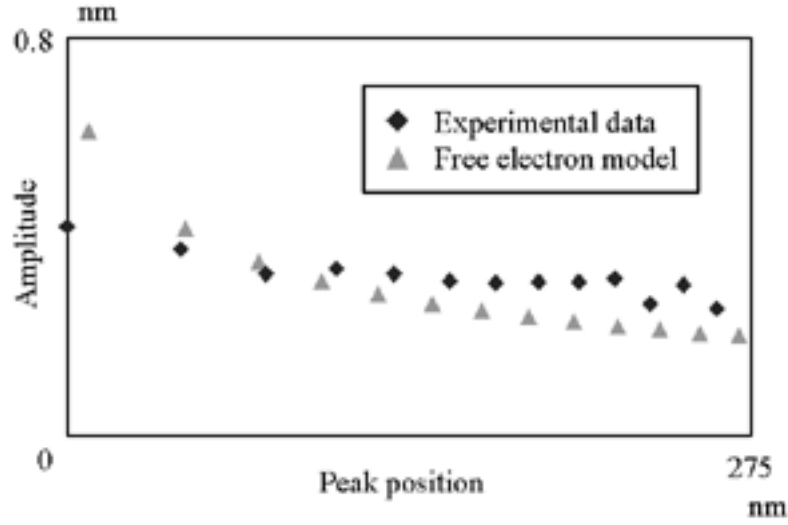 nm
0.8
Experimental data
Free electron model
Amplitude
0
Peak position
275
nm